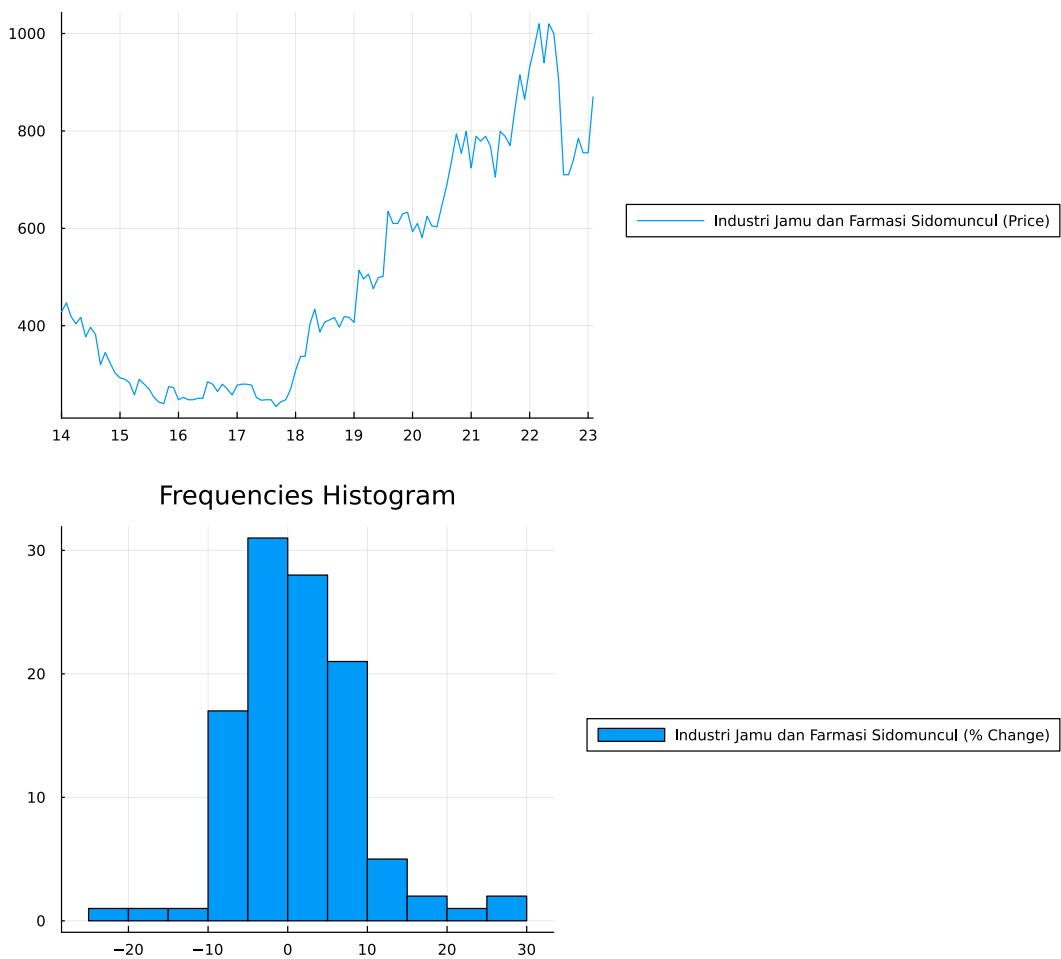 1000
800
600
400
14 15 16 17 18 19 20 21 22 23
Industri Jamu dan Farmasi Sidomuncul (Price)
Frequencies Histogram
30
20
10
0
−20 −10 0 10 20 30
Industri Jamu dan Farmasi Sidomuncul (% Change)